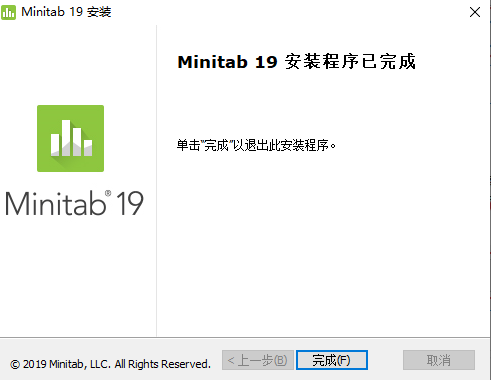 Minitab 19 安装
Minitab 19 安装程序已完成
单击"完成"以退出此安装程序。
Minitab® 19
© 2019 Minitab, LLC. All Rights Reserved.
< 上一步(B)
完成(F)
取消